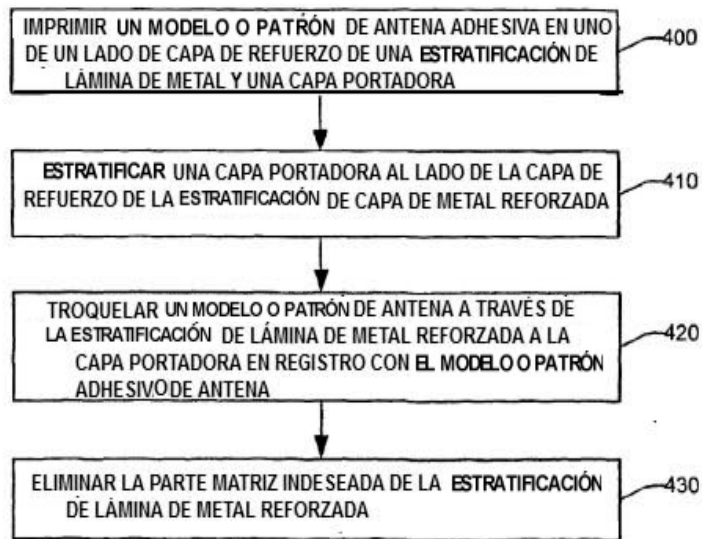 IMPRIMIR UN MODELO O PATRÓN DE ANTENA ADHESIVA EN UNO
DE UN LADO DE CAPA DE REFUERZO DE UNA ESTRATIFICACIÓN DE
LÁMINA DE METAL Y UNA CAPA PORTADORA
400
ESTRATIFICAR UNA CAPA PORTADORA AL LADO DE LA CAPA DE
REFUERZO DE LA ESTRATIFICACIÓN DE CAPA DE METAL REFORZADA
410
TROQUELAR UN MODELO O PATRÓN DE ANTENA A TRAVÉS DE
LA ESTRATIFICACIÓN DE LÁMINA DE METAL REFORZADA A LA
CAPA PORTADORA EN REGISTRO CON EL MODELO O PATRÓN
ADHESIVO DE ANTENA
420
ELIMINAR LA PARTE MATRIZ INDESEADA DE LA ESTRATIFICACIÓN
DE LÁMINA DE METAL REFORZADA
430